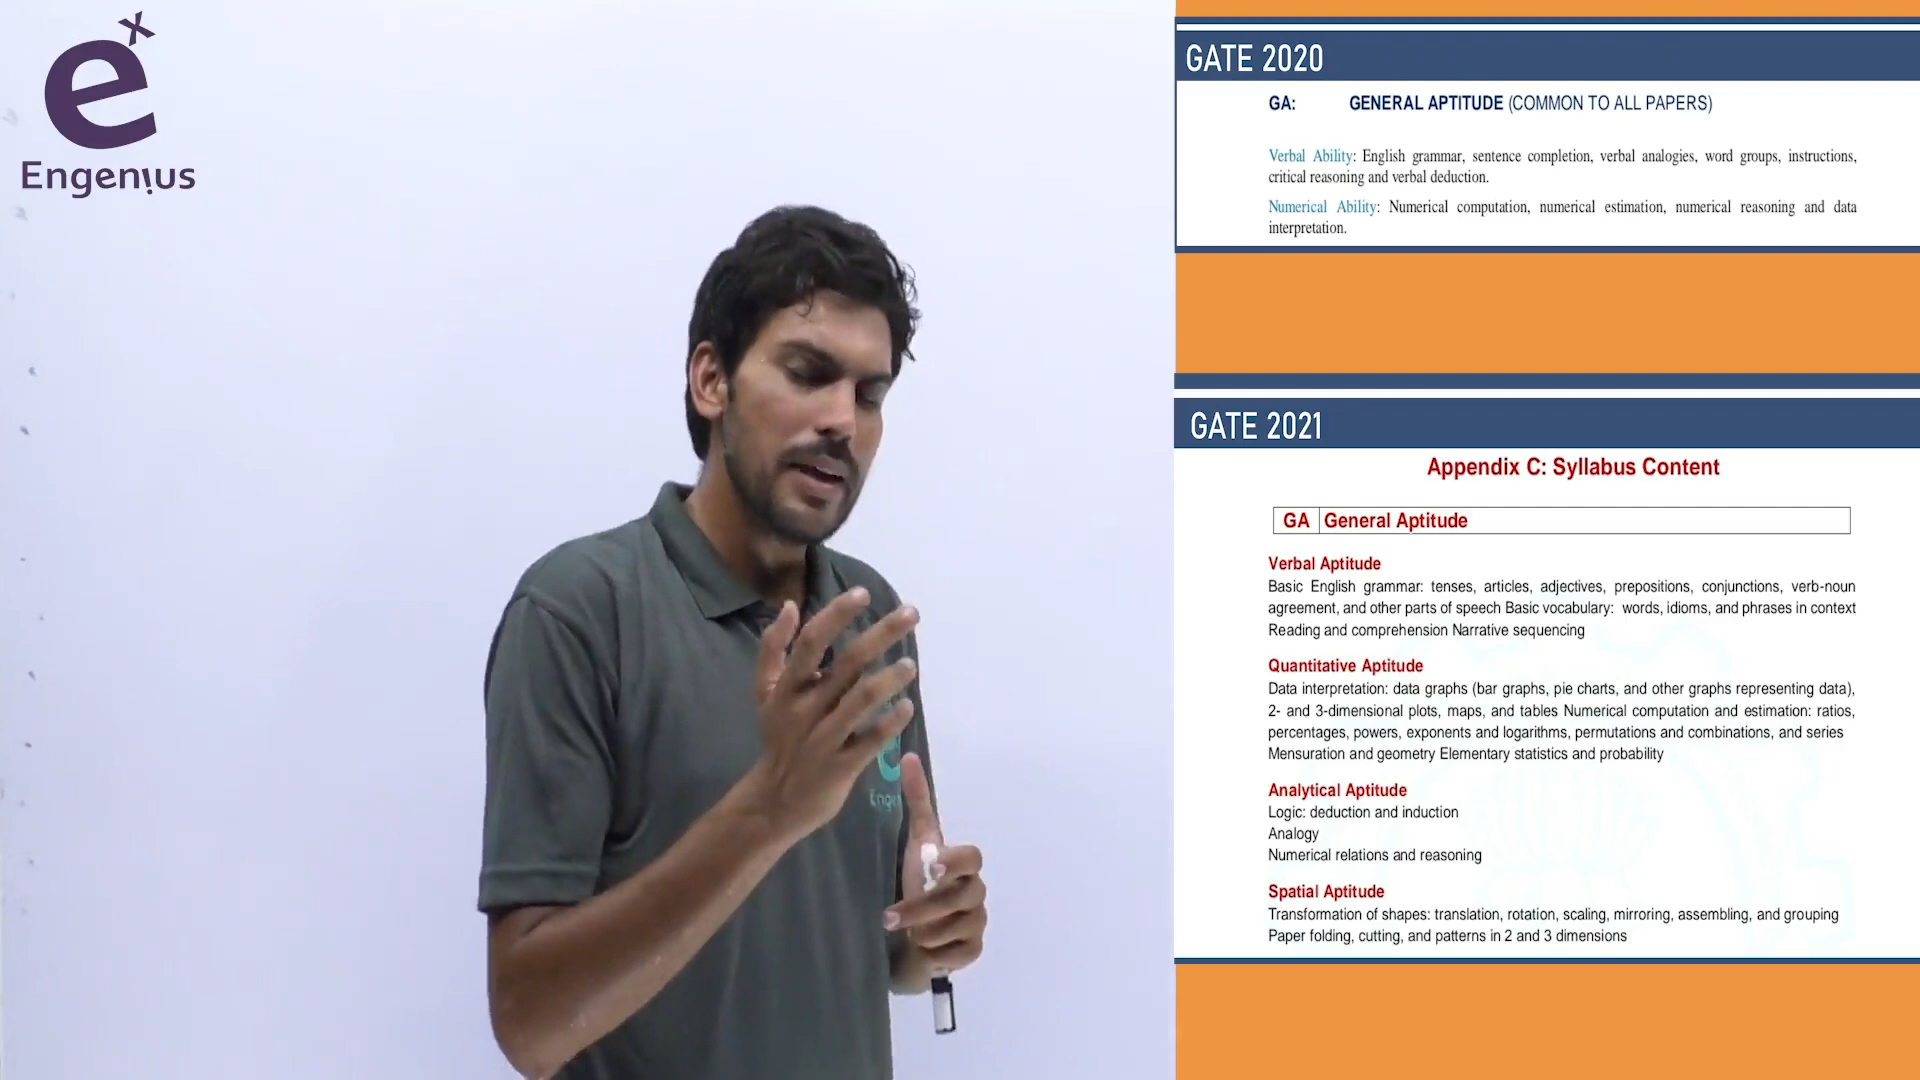 ex
Engenius
GATE 2020
GA: GENERAL APTITUDE (COMMON TO ALL PAPERS)
Verbal Ability: English grammar, sentence completion, verbal analogies, word groups, instructions,
critical reasoning and verbal deduction.
Numerical Ability: Numerical computation, numerical estimation, numerical reasoning and data
interpretation.
GATE 2021
Appendix C: Syllabus Content
GA General Aptitude
Verbal Aptitude
Basic English grammar: tenses, articles, adjectives, prepositions, conjunctions, verb-noun
agreement, and other parts of speech Basic vocabulary: words, idioms, and phrases in context
Reading and comprehension Narrative sequencing
Quantitative Aptitude
Data interpretation: data graphs (bar graphs, pie charts, and other graphs representing data),
2- and 3-dimensional plots, maps, and tables Numerical computation and estimation: ratios,
percentages, powers, exponents and logarithms, permutations and combinations, and series
Mensuration and geometry Elementary statistics and probability
Analytical Aptitude
Logic: deduction and induction
Analogy
Numerical relations and reasoning
Spatial Aptitude
Transformation of shapes: translation, rotation, scaling, mirroring, assembling, and grouping
Paper folding, cutting, and patterns in 2 and 3 dimensions